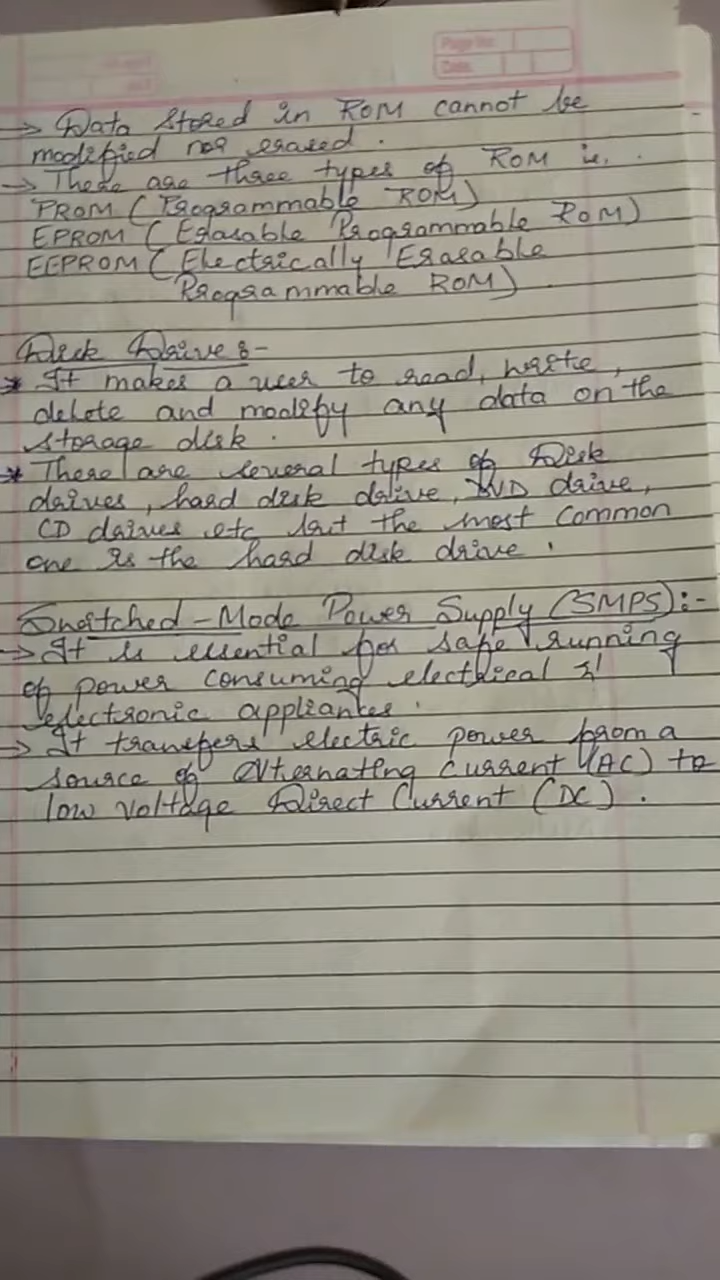 Page No:
Date:
→ Data stored in ROM cannot be
modified nor erased.
→ There are three types of ROM i.e.
PROM (Programmable ROM)
EPROM (Erasable Programmable ROM)
EEPROM (Electrically Erasable
Programmable ROM)
Disk Drive :-
* It makes a user to read, write,
delete and modify any data on the
storage disk.
* There are several types of Disk
drives, hard disk drive, DVD drive,
CD drives etc but the most common
one is the hard disk drive.
Switched-Mode Power Supply (SMPS):-
→ It is essential for safe running
of power consuming electrical &
electronic appliances.
→ It transfers electric power from a
source of Alternating Current (AC) to
low voltage Direct Current (DC).